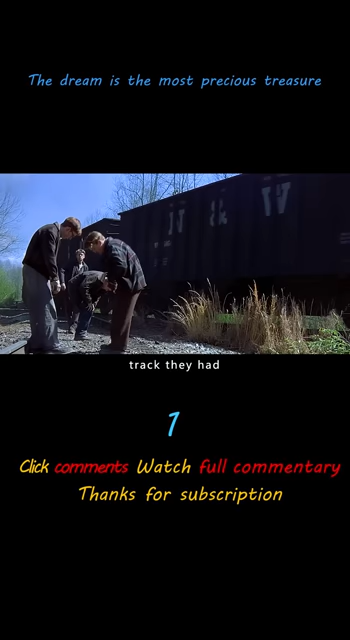 The dream is the most precious treasure
N & W
track they had
1
Click comments Watch full commentary
Thanks for subscription